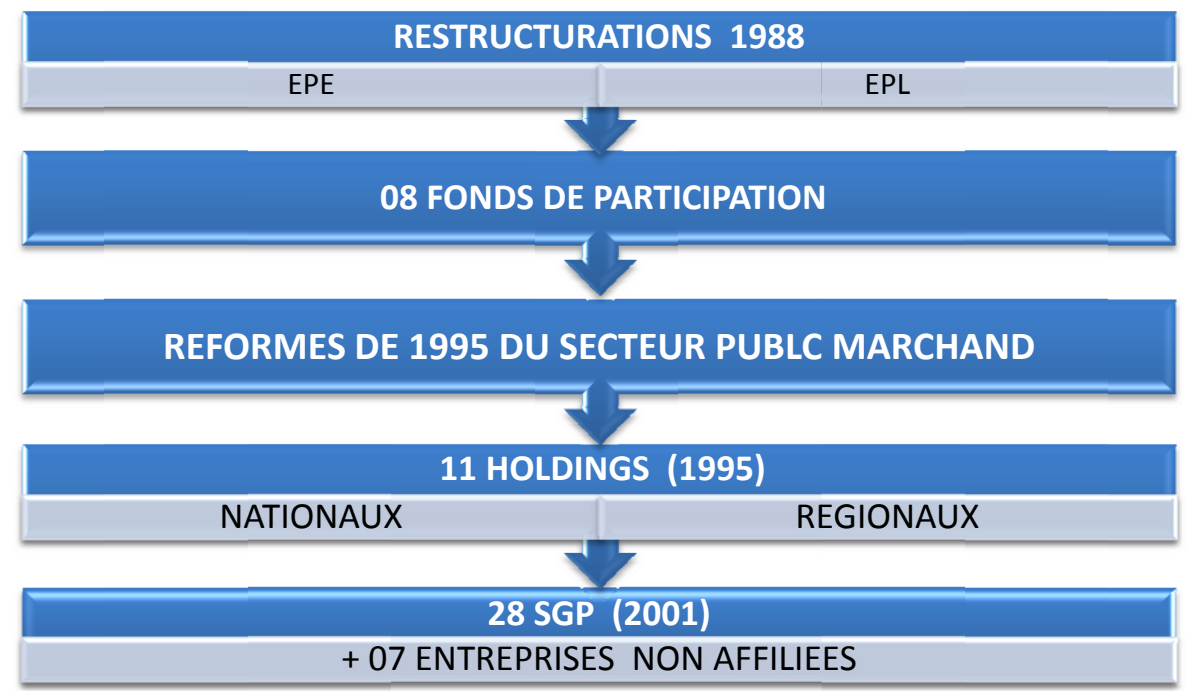 RESTRUCTURATIONS 1988
EPE EPL
08 FONDS DE PARTICIPATION
REFORMES DE 1995 DU SECTEUR PUBLC MARCHAND
11 HOLDINGS (1995)
NATIONAUX REGIONAUX
28 SGP (2001)
+ 07 ENTREPRISES NON AFFILIEES